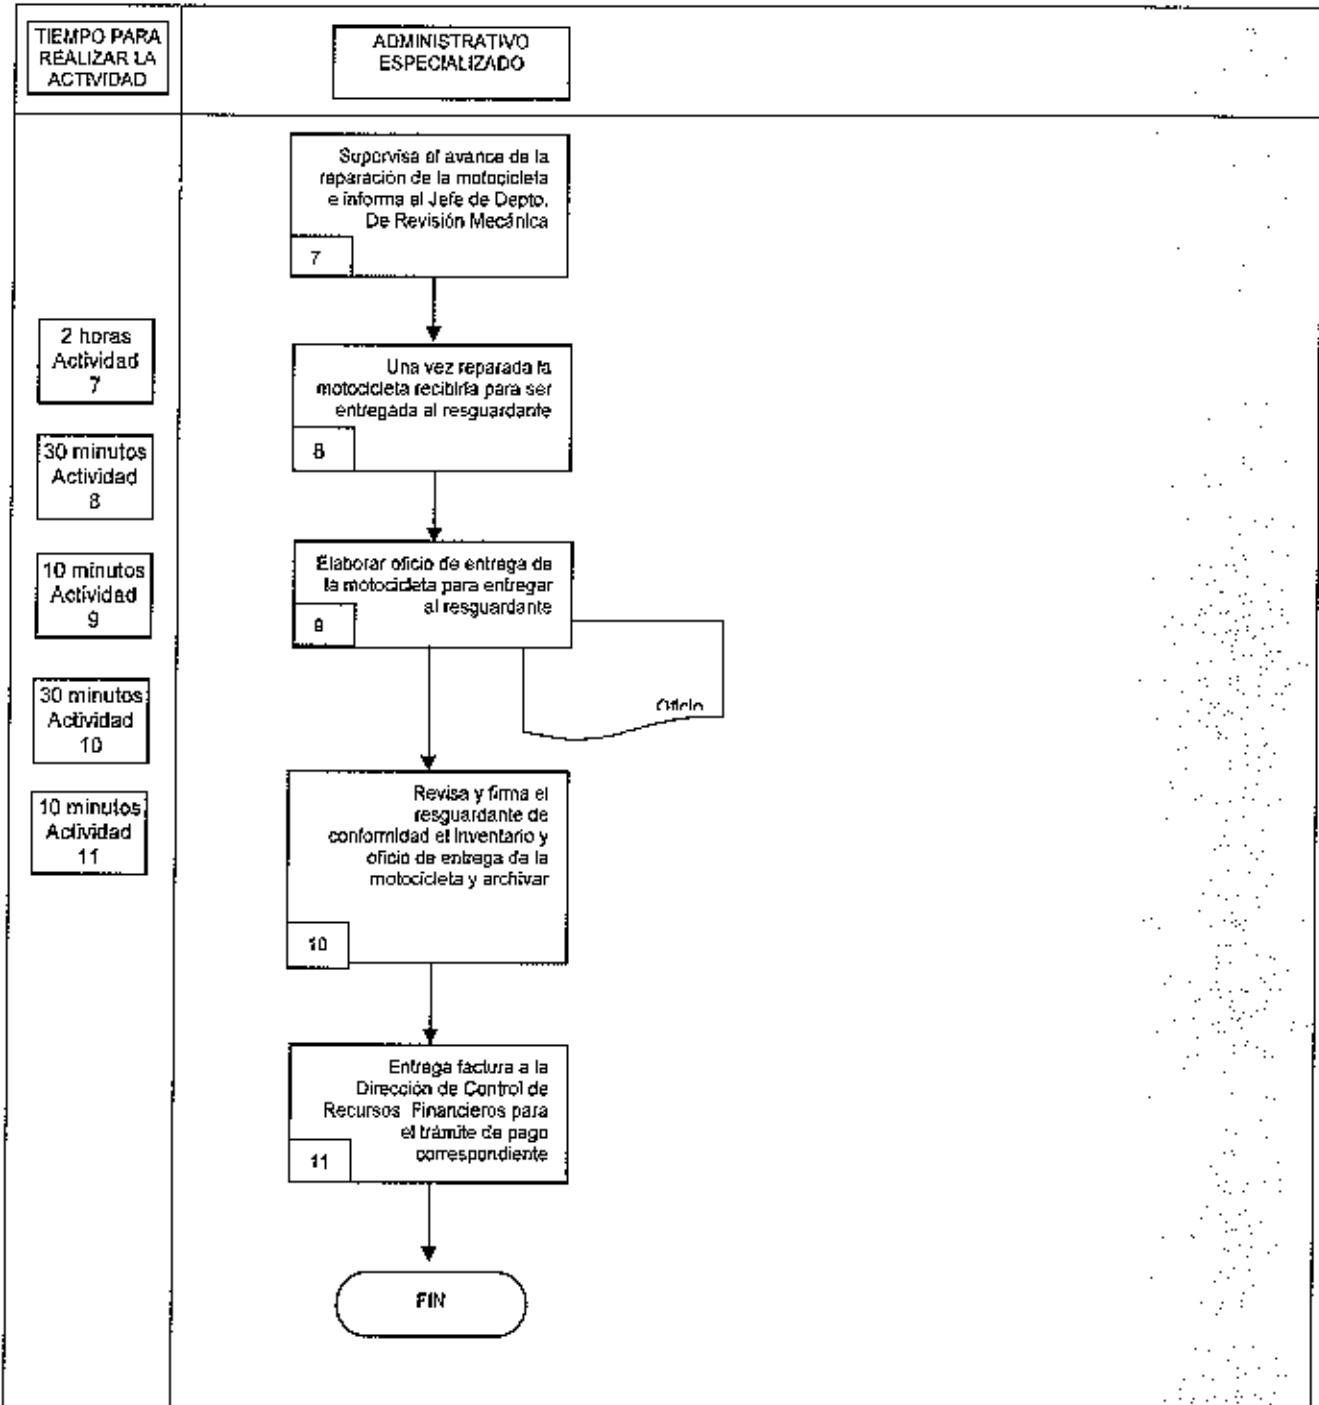 TIEMPO PARA
REALIZAR LA
ACTIVIDAD
ADMINISTRATIVO
ESPECIALIZADO
Supervisa el avance de la
reparación de la motocicleta
e informa al Jefe de Depto.
De Revisión Mecánica
7
2 horas
Actividad
7
Una vez reparada la
motocicleta recibirla para ser
entregada al resguardante
8
30 minutos
Actividad
8
Elaborar oficio de entrega de
la motocicleta para entregar
al resguardante
9
10 minutos
Actividad
9
Oficio
30 minutos
Actividad
10
Revisa y firma el
resguardante de
conformidad el inventario y
oficio de entrega de la
motocicleta y archivar
10
10 minutos
Actividad
11
Entrega factura a la
Dirección de Control de
Recursos Financieros para
el trámite de pago
correspondiente
11
FIN